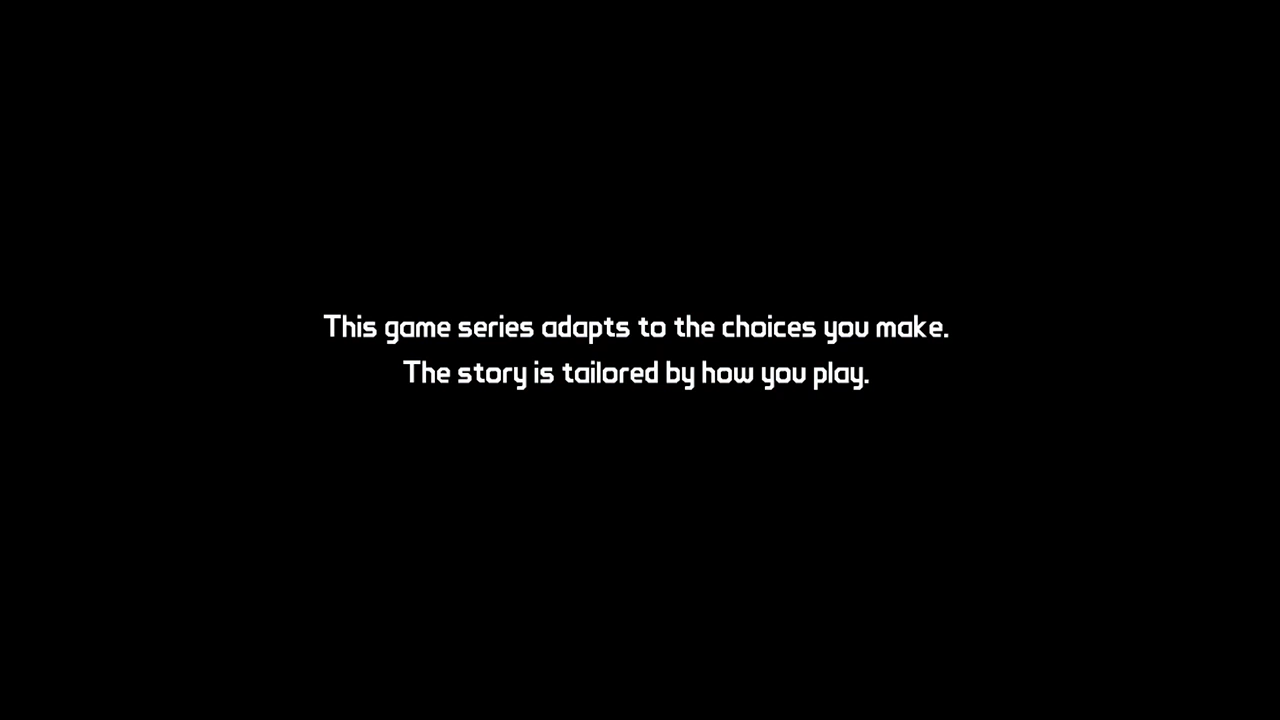 This game series adapts to the choices you make.
The story is tailored by how you play.